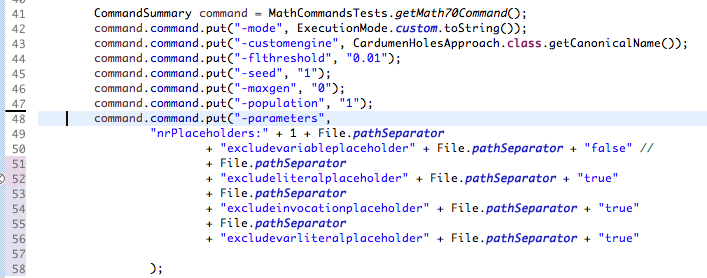 41 CommandSummary command = MathCommandsTests.getMath70Command();
42 command.command.put("-mode", ExecutionMode.custom.toString());
43 command.command.put("-customengine", CardumenHolesApproach.class.getCanonicalName());
44 command.command.put("-flthreshold", "0.01");
45 command.command.put("-seed", "1");
46 command.command.put("-maxgen", "0");
47 command.command.put("-population", "1");
48 command.command.put("-parameters",
49 "nrPlaceholders:" + 1 + File.pathSeparator
50 + "excludevariableplaceholder" + File.pathSeparator + "false" //
51 + File.pathSeparator
52 + "excludeliteralplaceholder" + File.pathSeparator + "true"
53 + File.pathSeparator
54 + "excludeinvocationplaceholder" + File.pathSeparator + "true"
55 + File.pathSeparator
56 + "excludevarliteralplaceholder" + File.pathSeparator + "true"
57
58 );